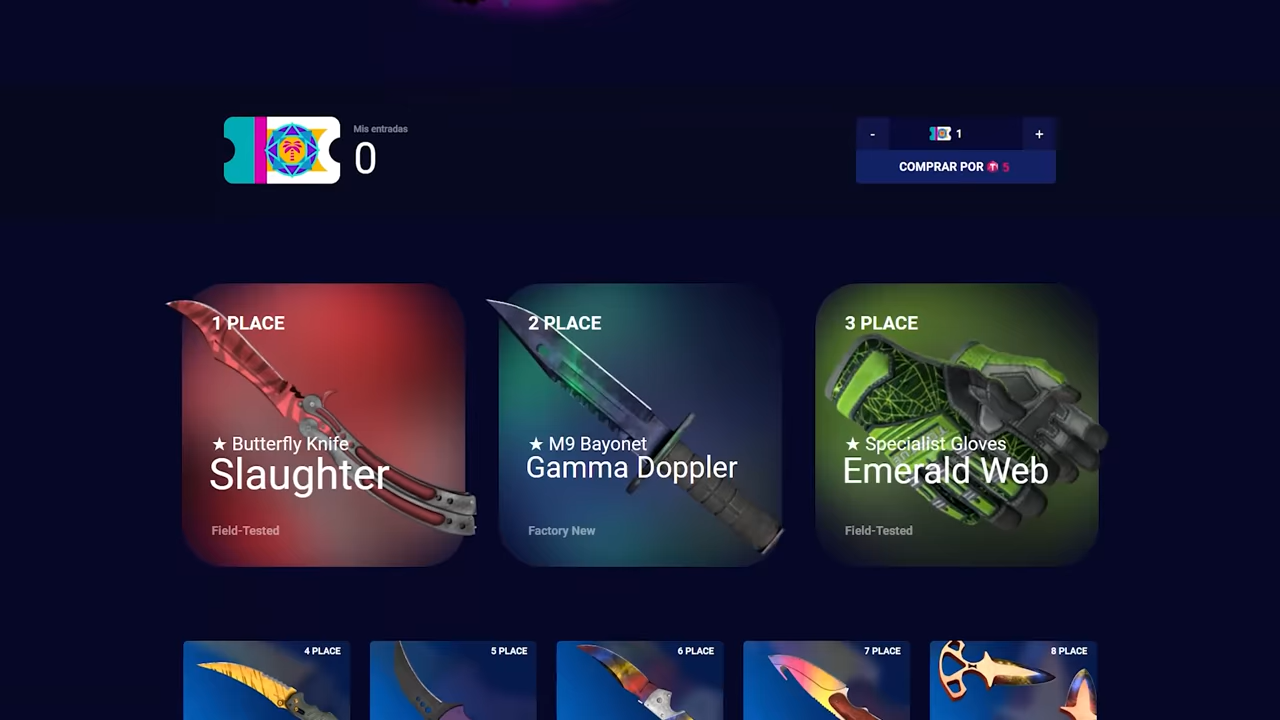 Mis entradas
0
- 1 +
COMPRAR POR 5
1 PLACE
★ Butterfly Knife
Slaughter
Field-Tested
2 PLACE
★ M9 Bayonet
Gamma Doppler
Factory New
3 PLACE
★ Specialist Gloves
Emerald Web
Field-Tested
4 PLACE
5 PLACE
6 PLACE
7 PLACE
8 PLACE